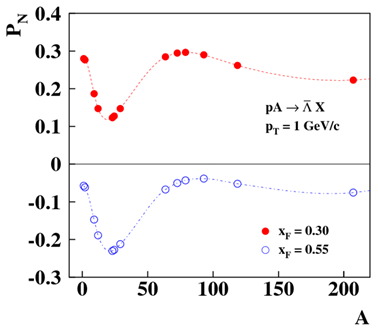 P_N
0.4
0.3
0.2
0.1
0
-0.1
-0.2
-0.3
pA → Λ̄ X
p_T = 1 GeV/c
x_F = 0.30
x_F = 0.55
0 50 100 150 200
A